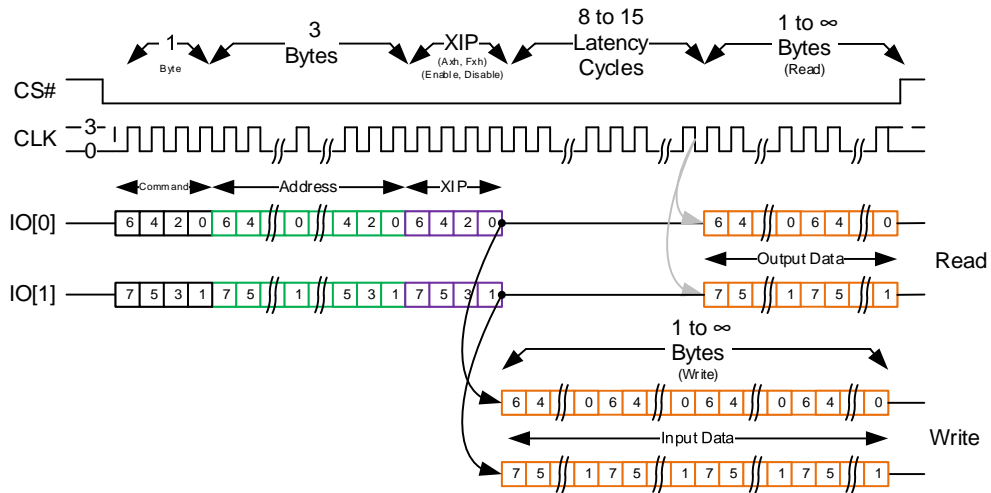 1 3 XIP 8 to 15 1 to ∞
Byte Bytes (Axh, Fxh) Latency Bytes
(Enable, Disable) Cycles (Read)
CS#
CLK 3
0
Command Address XIP
IO[0] 6 4 2 0 6 4 0 4 2 0 6 4 2 0 6 4 0 6 4 0
Output Data Read
IO[1] 7 5 3 1 7 5 1 5 3 1 7 5 3 1 7 5 1 7 5 1
1 to ∞
Bytes
(Write)
6 4 0 6 4 0 6 4 0 6 4 0
Input Data Write
7 5 1 7 5 1 7 5 1 7 5 1